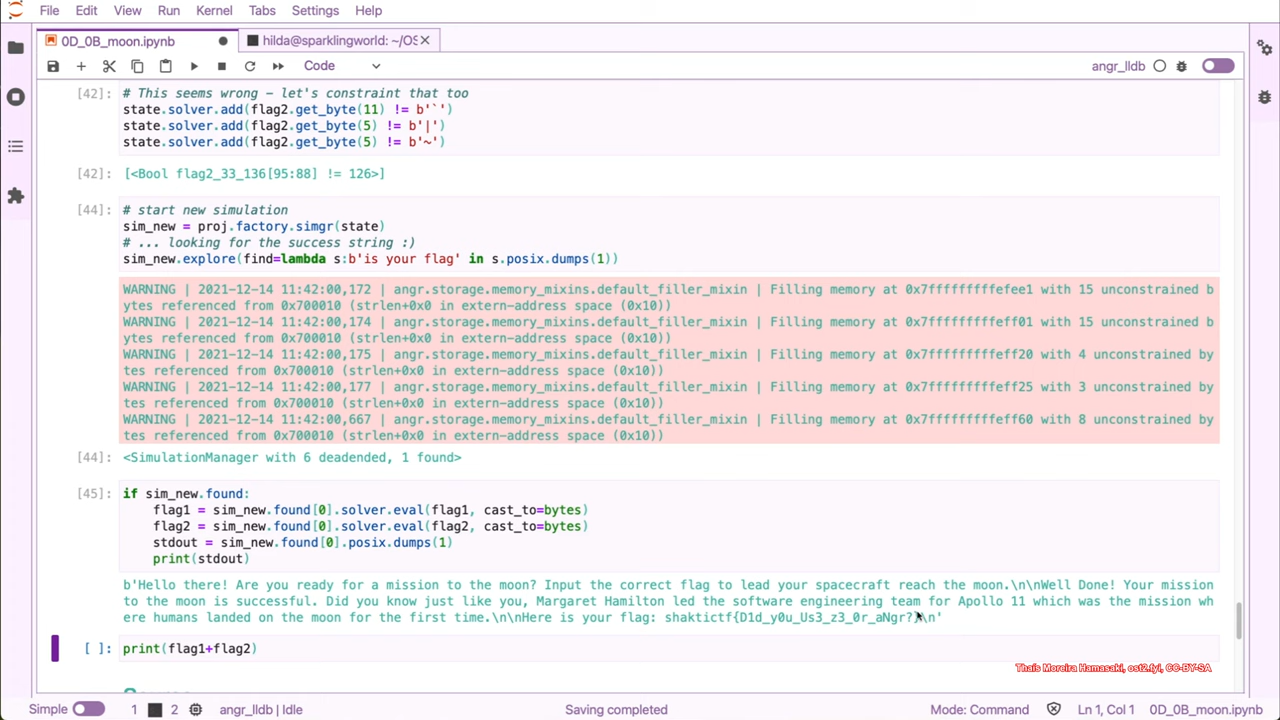 File Edit View Run Kernel Tabs Settings Help
0D_0B_moon.ipynb hilda@sparklingworld: ~/OS
Code angr_lldb
[42]: # This seems wrong – let's constraint that too
state.solver.add(flag2.get_byte(11) != b'`')
state.solver.add(flag2.get_byte(5) != b'|')
state.solver.add(flag2.get_byte(5) != b'~')
[42]: [<Bool flag2_33_136[95:88] != 126>]
[44]: # start new simulation
sim_new = proj.factory.simgr(state)
# ... looking for the success string :)
sim_new.explore(find=lambda s:b'is your flag' in s.posix.dumps(1))
WARNING | 2021-12-14 11:42:00,172 | angr.storage.memory_mixins.default_filler_mixin | Filling memory at 0x7fffffffffefee1 with 15 unconstrained b
ytes referenced from 0x700010 (strlen+0x0 in extern-address space (0x10))
WARNING | 2021-12-14 11:42:00,174 | angr.storage.memory_mixins.default_filler_mixin | Filling memory at 0x7fffffffffeff01 with 15 unconstrained b
ytes referenced from 0x700010 (strlen+0x0 in extern-address space (0x10))
WARNING | 2021-12-14 11:42:00,175 | angr.storage.memory_mixins.default_filler_mixin | Filling memory at 0x7fffffffffeff20 with 4 unconstrained by
tes referenced from 0x700010 (strlen+0x0 in extern-address space (0x10))
WARNING | 2021-12-14 11:42:00,177 | angr.storage.memory_mixins.default_filler_mixin | Filling memory at 0x7fffffffffeff25 with 3 unconstrained by
tes referenced from 0x700010 (strlen+0x0 in extern-address space (0x10))
WARNING | 2021-12-14 11:42:00,667 | angr.storage.memory_mixins.default_filler_mixin | Filling memory at 0x7fffffffffeff60 with 8 unconstrained by
tes referenced from 0x700010 (strlen+0x0 in extern-address space (0x10))
[44]: <SimulationManager with 6 deadended, 1 found>
[45]: if sim_new.found:
flag1 = sim_new.found[0].solver.eval(flag1, cast_to=bytes)
flag2 = sim_new.found[0].solver.eval(flag2, cast_to=bytes)
stdout = sim_new.found[0].posix.dumps(1)
print(stdout)
b'Hello there! Are you ready for a mission to the moon? Input the correct flag to lead your spacecraft reach the moon.\n\nWell Done! Your mission
to the moon is successful. Did you know just like you, Margaret Hamilton led the software engineering team for Apollo 11 which was the mission wh
ere humans landed on the moon for the first time.\n\nHere is your flag: shaktictf{D1d_y0u_Us3_z3_0r_aNgr?}\n'
[ ]: print(flag1+flag2)
Thais Moreira Hamasaki, ost2.fyi, CC-BY-SA
Simple 1 2 angr_lldb | Idle Saving completed Mode: Command Ln 1, Col 1 0D_0B_moon.ipynb